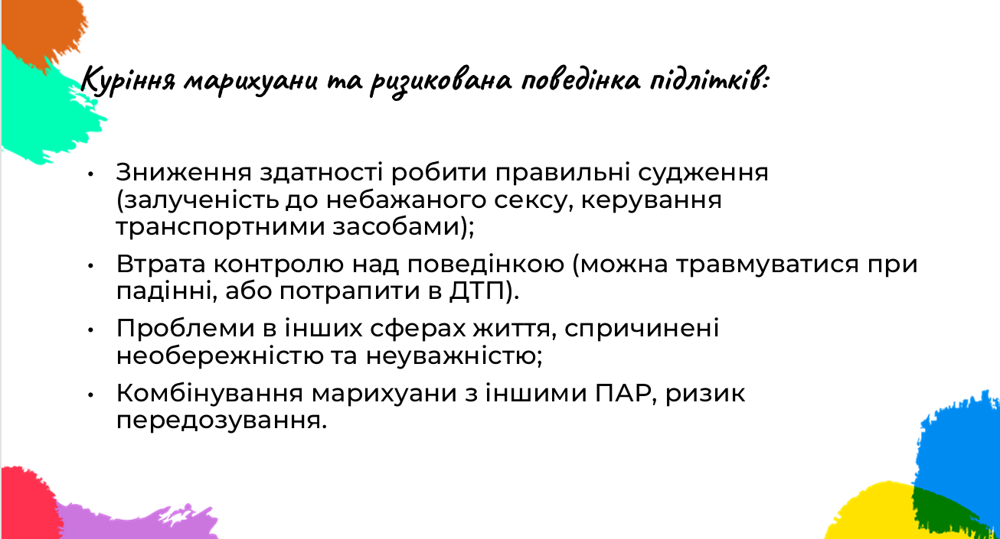 Куріння марихуани та ризикована поведінка підлітків:
• Зниження здатності робити правильні судження
(залученість до небажаного сексу, керування
транспортними засобами);
• Втрата контролю над поведінкою (можна травмуватися при
падінні, або потрапити в ДТП).
• Проблеми в інших сферах життя, спричинені
необережністю та неуважністю;
• Комбінування марихуани з іншими ПАР, ризик
передозування.